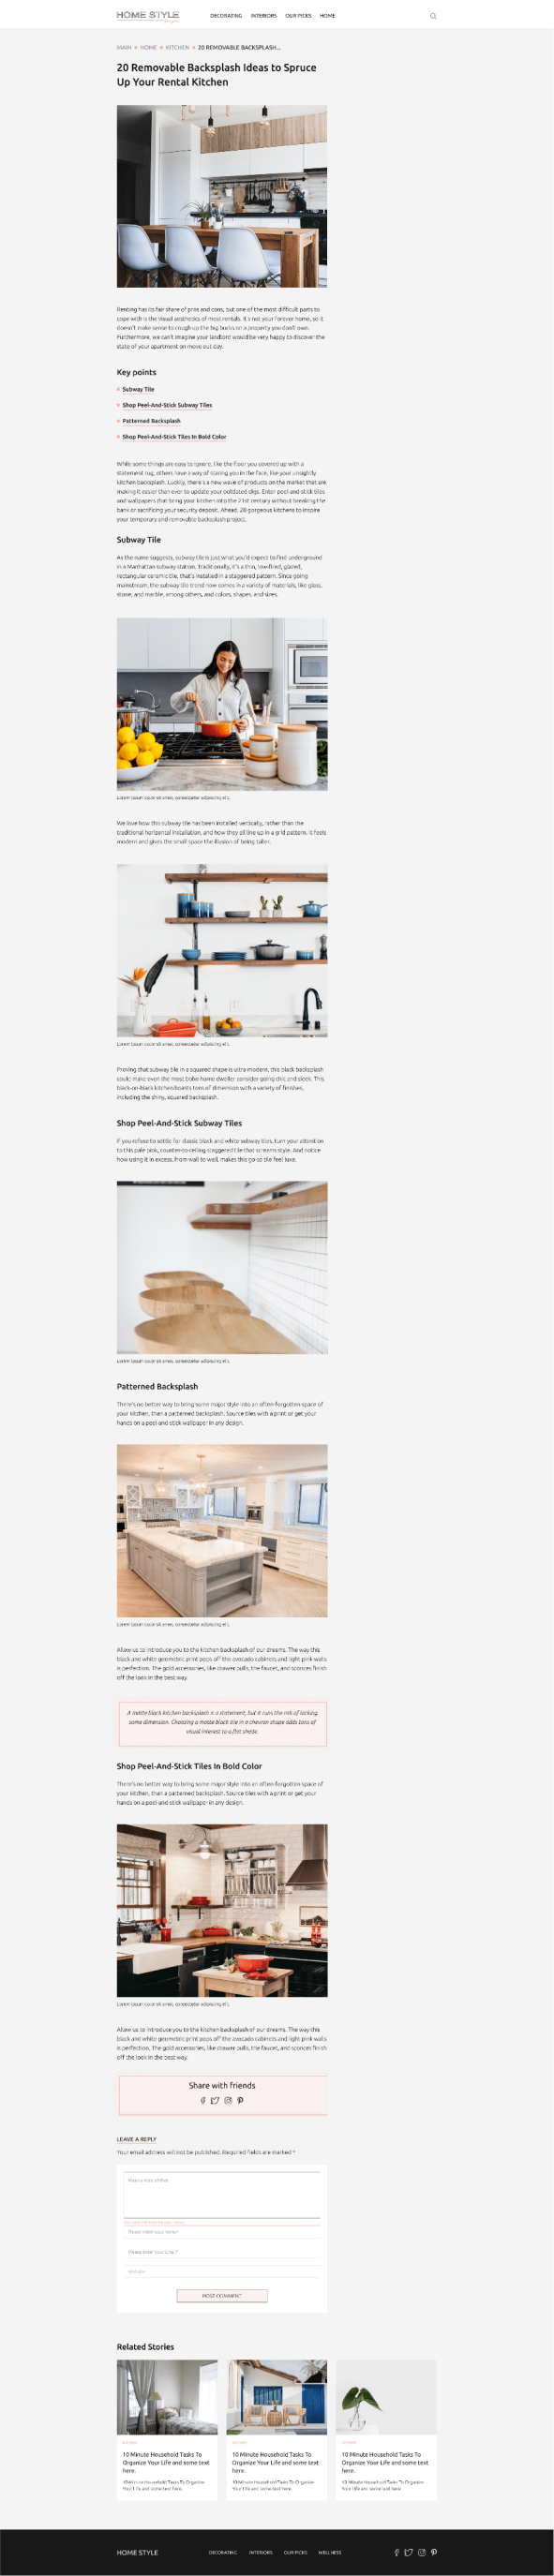 HOME STYLE
DECORATING INTERIORS OUR PICKS HOME
MAIN HOME KITCHEN 20 REMOVABLE BACKSPLASH...
20 Removable Backsplash Ideas to Spruce
Up Your Rental Kitchen
Renting has its fair share of pros and cons, but one of the most difficult parts to
cope with is the visual aesthetics of most rentals. It's not your forever home, so it
doesn't make sense to cough up the big bucks on a property you don't own.
Furthermore, we can't imagine your landlord would be very happy to discover the
state of your apartment on move out day.
Key points
Subway Tile
Shop Peel-And-Stick Subway Tiles
Patterned Backsplash
Shop Peel-And-Stick Tiles In Bold Color
While some things are easy to ignore, like the floor you covered up with a
statement rug, others have a way of staring you in the face, like your unsightly
kitchen backsplash. Luckily, there's a new wave of products on the market that are
making it easier than ever to update your outdated digs. Enter peel-and-stick tiles
and wallpapers that bring your kitchen into the 21st century without breaking the
bank or sacrificing your security deposit. Ahead, 20 gorgeous kitchens to inspire
your temporary and removable backsplash project.
Subway Tile
As the name suggests, subway tile is just what you'd expect to find underground
in a Manhattan subway station. Traditionally, it's a thin, low-fired, glazed,
rectangular ceramic tile, that's installed in a staggered pattern. Since going
mainstream, the subway tile trend now comes in a variety of materials, like glass,
stone, and marble, among others, and colors, shapes, and sizes.
Lorem ipsum dolor sit amet, consectetur adipiscing elit.
We love how this subway tile has been installed vertically, rather than the
traditional horizontal installation, and how they all line up in a grid pattern. It feels
modern and gives the small space the illusion of being taller.
Lorem ipsum dolor sit amet, consectetur adipiscing elit.
Proving that subway tile in a squared shape is ultra modern, this black backsplash
could make even the most boho home dweller consider going chic and sleek. This
black-on-black kitchen boasts tons of dimension with a variety of finishes,
including the shiny, squared backsplash.
Shop Peel-And-Stick Subway Tiles
If you refuse to settle for classic black and white subway tiles, turn your attention
to this pale pink, counter-to-ceiling staggered tile that screams style. And notice
how using it in excess, from wall to wall, makes this go-to tile feel luxe.
Lorem ipsum dolor sit amet, consectetur adipiscing elit.
Patterned Backsplash
There's no better way to bring some major style into an often-forgotten space of
your kitchen, than a patterned backsplash. Source tiles with a print or get your
hands on a peel-and-stick wallpaper in any design.
Lorem ipsum dolor sit amet, consectetur adipiscing elit.
Allow us to introduce you to the kitchen backsplash of our dreams. The way this
black and white geometric print pops off the avocado cabinets and light pink walls
is perfection. The gold accessories, like drawer pulls, the faucet, and sconces finish
off the look in the best way.
A matte black kitchen backsplash is a statement, but it runs the risk of lacking
some dimension. Choosing a matte black tile in a chevron shape adds tons of
visual interest to a flat shade.
Shop Peel-And-Stick Tiles In Bold Color
There's no better way to bring some major style into an often-forgotten space of
your kitchen, than a patterned backsplash. Source tiles with a print or get your
hands on a peel-and-stick wallpaper in any design.
Lorem ipsum dolor sit amet, consectetur adipiscing elit.
Allow us to introduce you to the kitchen backsplash of our dreams. The way this
black and white geometric print pops off the avocado cabinets and light pink walls
is perfection. The gold accessories, like drawer pulls, the faucet, and sconces finish
off the look in the best way.
Share with friends
LEAVE A REPLY
Your email address will not be published. Required fields are marked *
Please enter your Name*
Please enter your Email*
POST COMMENT
Related Stories
10 Minute Household Tasks To
Organize Your Life and some text
here.
10 Minute Household Tasks To Organize
Your Life and some text here.
10 Minute Household Tasks To
Organize Your Life and some text
here.
10 Minute Household Tasks To Organize
Your Life and some text here.
10 Minute Household Tasks To
Organize Your Life and some text
here.
10 Minute Household Tasks To Organize
Your Life and some text here.
HOME STYLE
DECORATING INTERIORS OUR PICKS WELLNESS